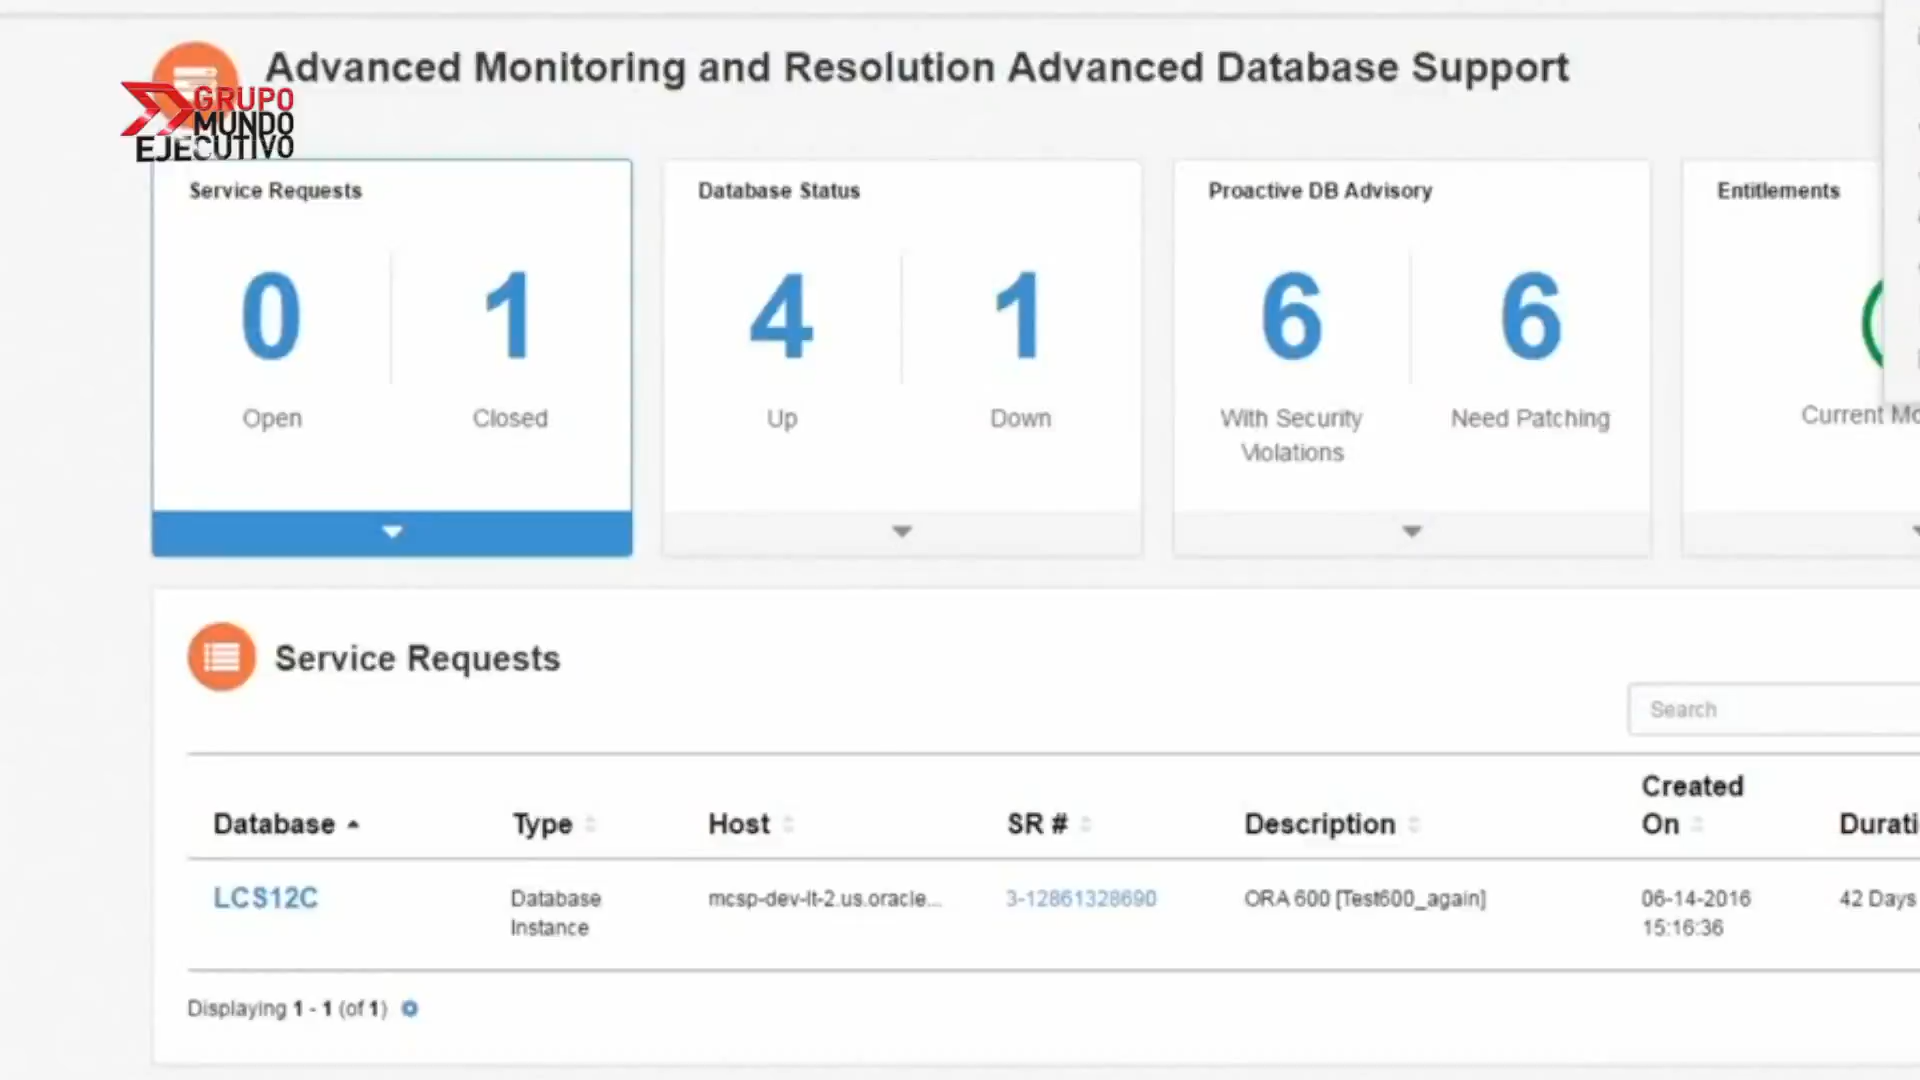 Advanced Monitoring and Resolution Advanced Database Support
GRUPO
MUNDO
EJECUTIVO
Service Requests
0
1
Open
Closed
Database Status
4
1
Up
Down
Proactive DB Advisory
6
6
With Security
Violations
Need Patching
Entitlements
Current
Service Requests
Search
Database
Type
Host
SR #
Description
Created
On
Durati
LCS12C
Database
Instance
mcsp-dev-lt-2.us.oracle...
3-12861328690
ORA 600 [Test600_again]
06-14-2016
15:16:36
42 Days
Displaying 1 - 1 (of 1)